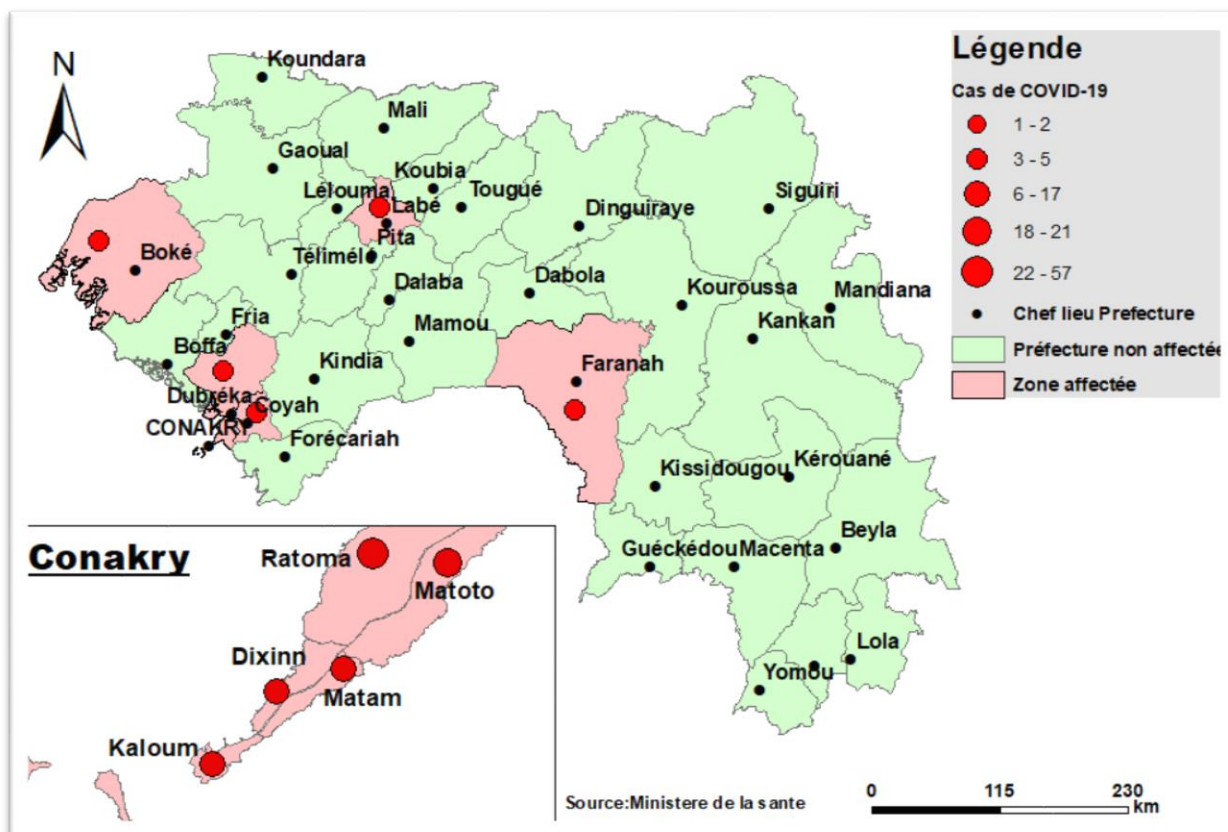 N
Koundara
Mali
Gaoual
Koubia
Lélouma
Labé
Tougué
Siguiri
Dinguiraye
Pita
Boké
Télimélé
Dalaba
Dabola
Kouroussa
Mandiana
Fria
Mamou
Kankan
Boffa
Kindia
Faranah
Dubréka
Coyah
CONAKRY
Forécariah
Kissidougou
Kérouané
Beyla
Guéckédou
Macenta
Lola
Yomou
Conakry
Ratoma
Matoto
Dixinn
Matam
Kaloum
Légende
Cas de COVID-19
1 - 2
3 - 5
6 - 17
18 - 21
22 - 57
Chef lieu Prefecture
Préfecture non affectée
Zone affectée
Source:Ministere de la sante
0 115 230
km